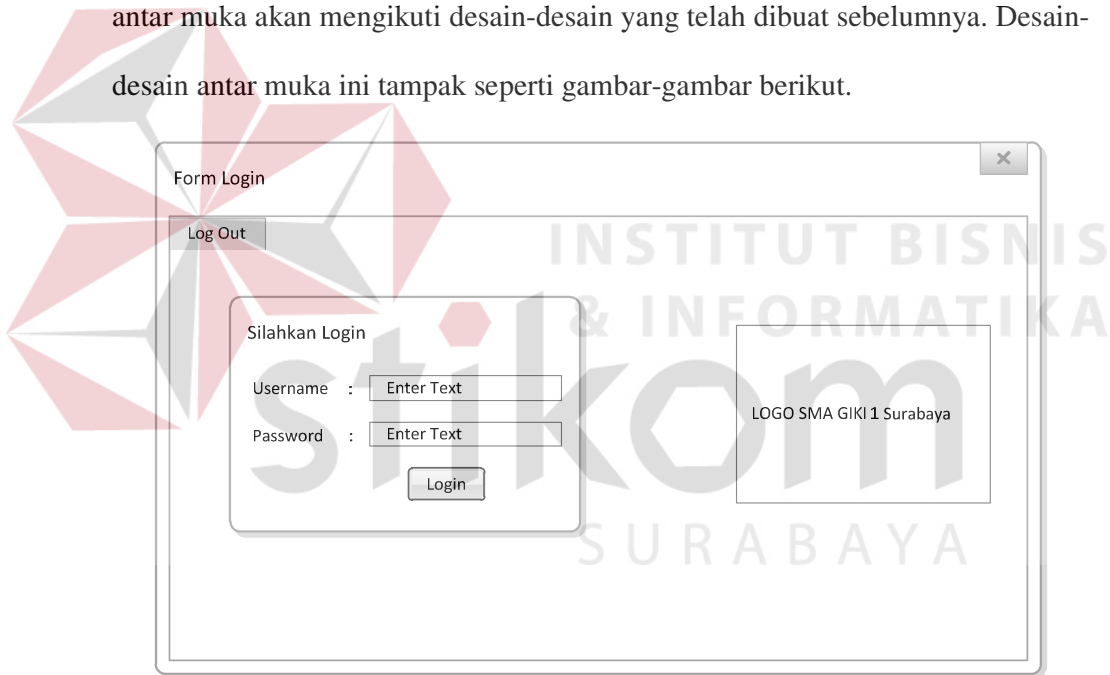 antar muka akan mengikuti desain-desain yang telah dibuat sebelumnya. Desain-
desain antar muka ini tampak seperti gambar-gambar berikut.
×
Form Login
Log Out
INSTITUT BISNIS
& INFORMATIKA
stikom
SURABAYA
Silahkan Login
Username : Enter Text
Password : Enter Text
Login
LOGO SMA GIKI 1 Surabaya